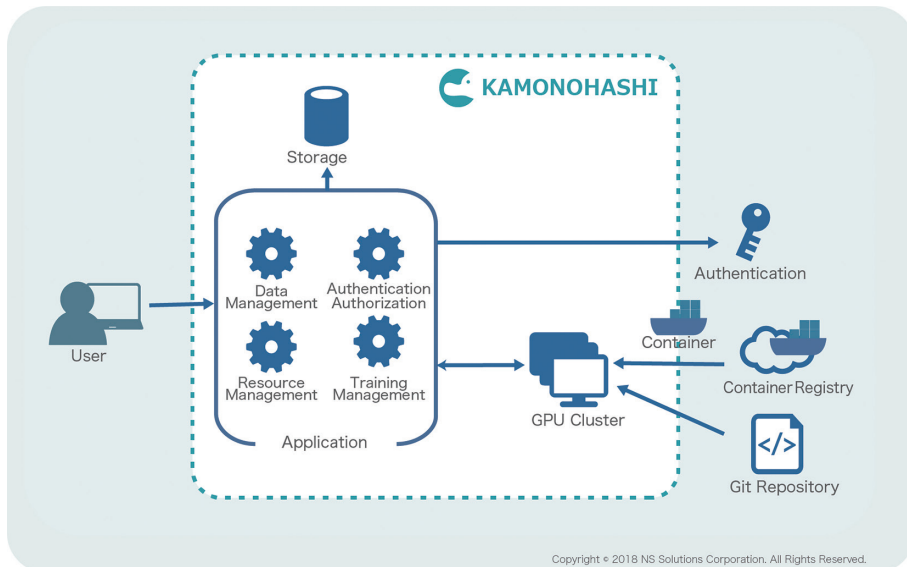 KAMONOHASHI
Storage
Data
Management
Authentication
Authorization
Authentication
User
Container
Resource
Management
Training
Management
Container Registry
GPU Cluster
Application
</>
Git Repository
Copyright © 2018 NS Solutions Corporation. All Rights Reserved.